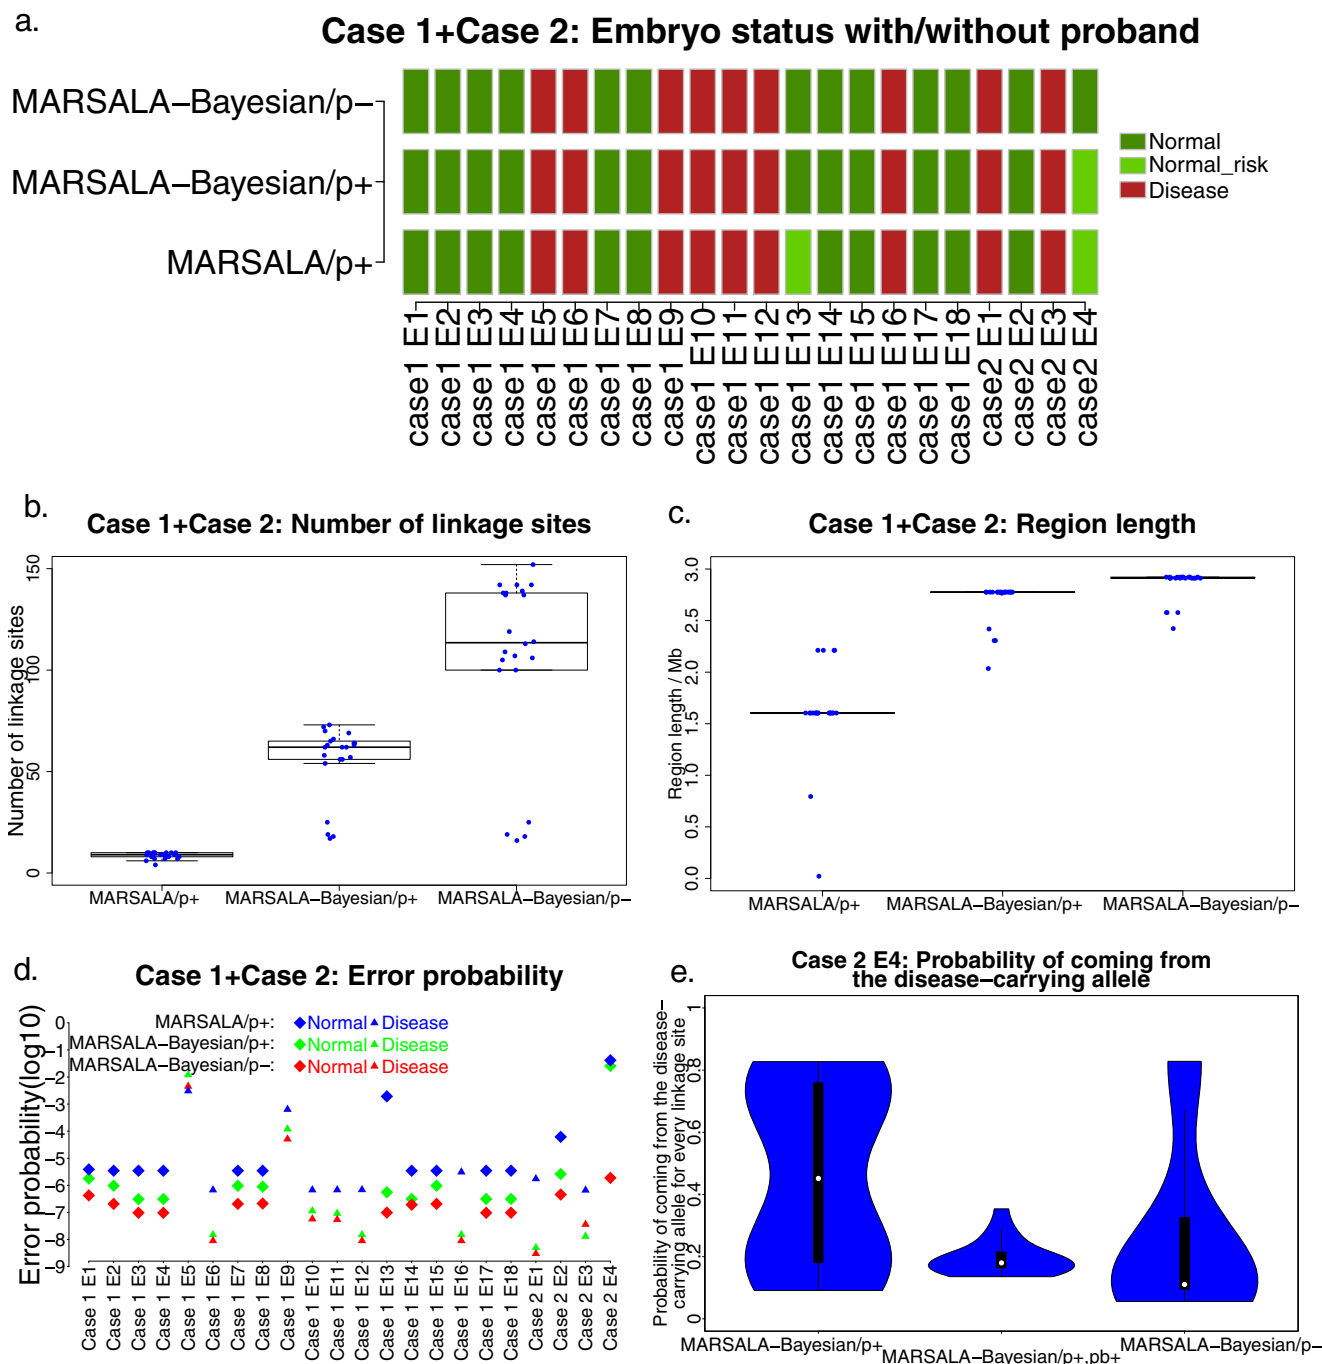 a.
Case 1+Case 2: Embryo status with/without proband
MARSALA−Bayesian/p−
MARSALA−Bayesian/p+
MARSALA/p+
Normal
Normal_risk
Disease
case1 E1
case1 E2
case1 E3
case1 E4
case1 E5
case1 E6
case1 E7
case1 E8
case1 E9
case1 E10
case1 E11
case1 E12
case1 E13
case1 E14
case1 E15
case1 E16
case1 E17
case1 E18
case2 E1
case2 E2
case2 E3
case2 E4
b.
Case 1+Case 2: Number of linkage sites
Number of linkage sites
150
100
50
0
MARSALA/p+
MARSALA−Bayesian/p+
MARSALA−Bayesian/p−
c.
Case 1+Case 2: Region length
Region length / Mb
3.0
2.5
2.0
1.5
1.0
0.5
0.0
MARSALA/p+
MARSALA−Bayesian/p+
MARSALA−Bayesian/p−
d.
Case 1+Case 2: Error probability
Error probability(log10)
0
−1
−2
−3
−4
−5
−6
−7
−8
−9
MARSALA/p+: Normal Disease
MARSALA−Bayesian/p+: Normal Disease
MARSALA−Bayesian/p−: Normal Disease
Case 1 E1
Case 1 E2
Case 1 E3
Case 1 E4
Case 1 E5
Case 1 E6
Case 1 E7
Case 1 E8
Case 1 E9
Case 1 E10
Case 1 E11
Case 1 E12
Case 1 E13
Case 1 E14
Case 1 E15
Case 1 E16
Case 1 E17
Case 1 E18
Case 2 E1
Case 2 E2
Case 2 E3
Case 2 E4
e.
Case 2 E4: Probability of coming from
the disease−carrying allele
Probability of coming from the disease−
carrying allele for every linkage site
1
0.8
0.6
0.4
0.2
0
MARSALA−Bayesian/p+
MARSALA−Bayesian/p+,pb+
MARSALA−Bayesian/p−